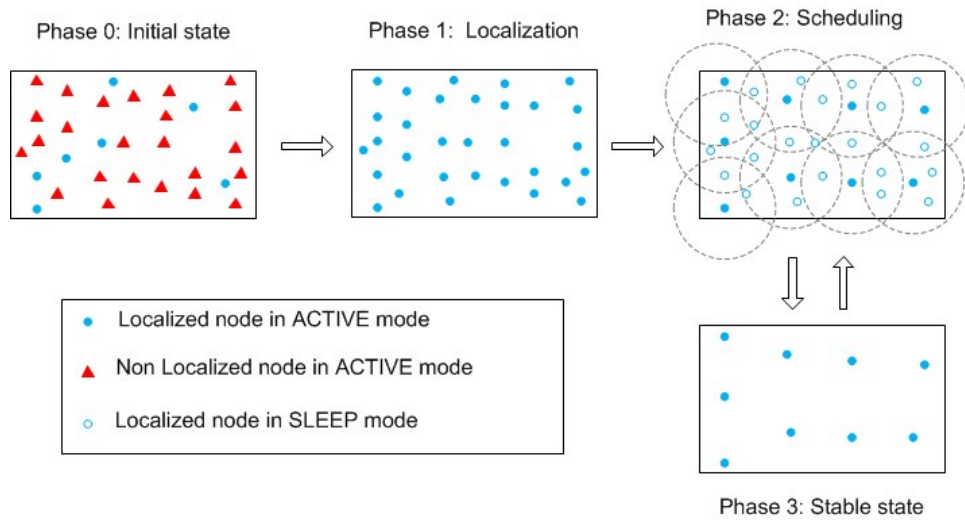 Phase 0: Initial state
Phase 1: Localization
Phase 2: Scheduling
Localized node in ACTIVE mode
Non Localized node in ACTIVE mode
Localized node in SLEEP mode
Phase 3: Stable state